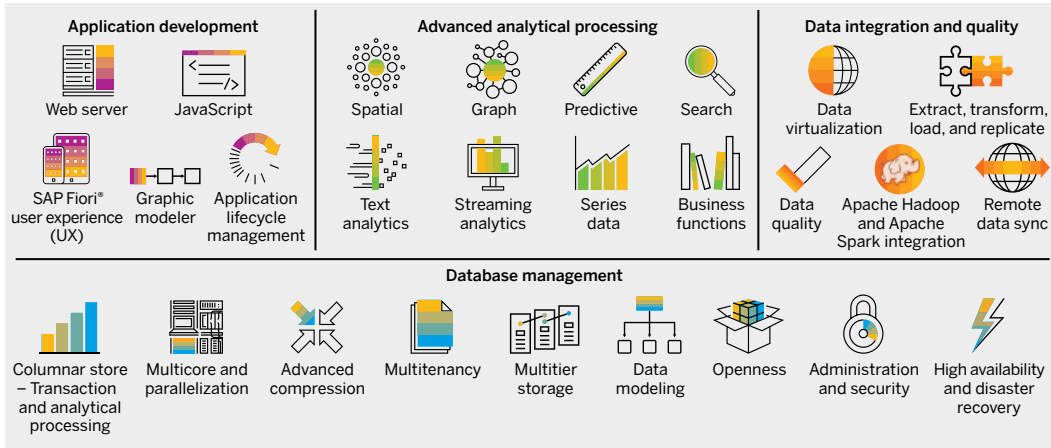 Application development
Web server
JavaScript
SAP Fiori®
user experience
(UX)
Graphic
modeler
Application
lifecycle
management
Advanced analytical processing
Spatial
Graph
Predictive
Search
Text
analytics
Streaming
analytics
Series
data
Business
functions
Data integration and quality
Data
virtualization
Extract, transform,
load, and replicate
Data
quality
Apache Hadoop
and Apache
Spark integration
Remote
data sync
Database management
Columnar store
– Transaction
and analytical
processing
Multicore and
parallelization
Advanced
compression
Multitenancy
Multitier
storage
Data
modeling
Openness
Administration
and security
High availability
and disaster
recovery